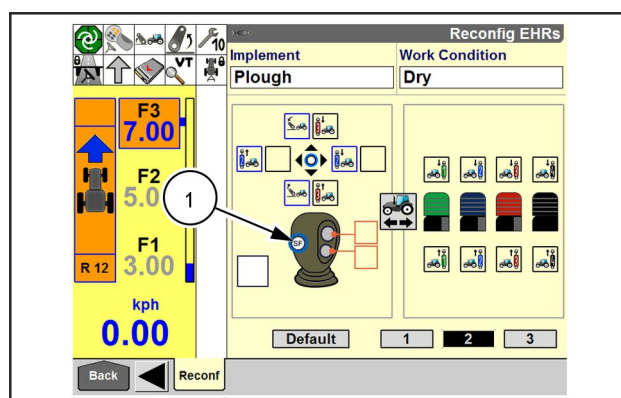 10
VT
Reconfig EHRs
Implement
Work Condition
Plough
Dry
F3
7.00
F2
5.0
1
F1
3.00
SF
R 12
kph
0.00
Default
1
2
3
Back
Reconf